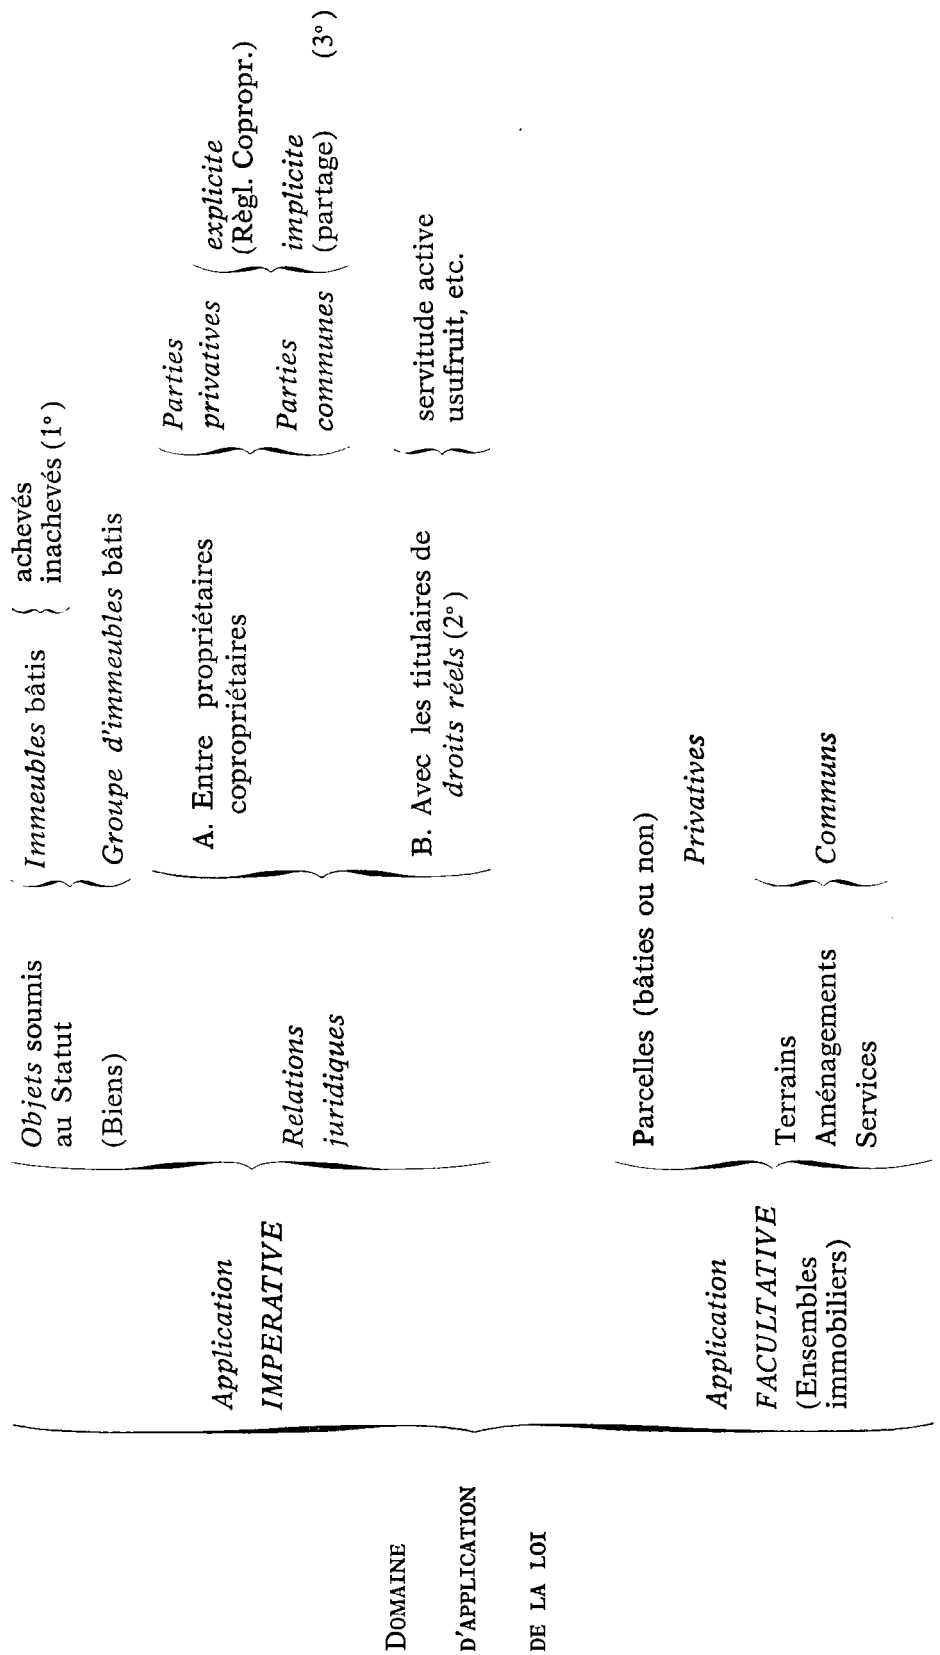 DOMAINE
D'APPLICATION
DE LA LOI
Application
IMPERATIVE
Objets soumis
au Statut
(Biens)
Immeubles bâtis
achevés
inachevés (1°)
Groupe d'immeubles bâtis
Relations
juridiques
A. Entre propriétaires
copropriétaires
Parties
privatives
Parties
communes
explicite
(Règl. Copropr.)
implicite
(partage) (3°)
B. Avec les titulaires de
droits réels (2°)
servitude active
usufruit, etc.
Application
FACULTATIVE
(Ensembles
immobiliers)
Parcelles (bâties ou non)
Privatives
Terrains
Aménagements
Services
Communs